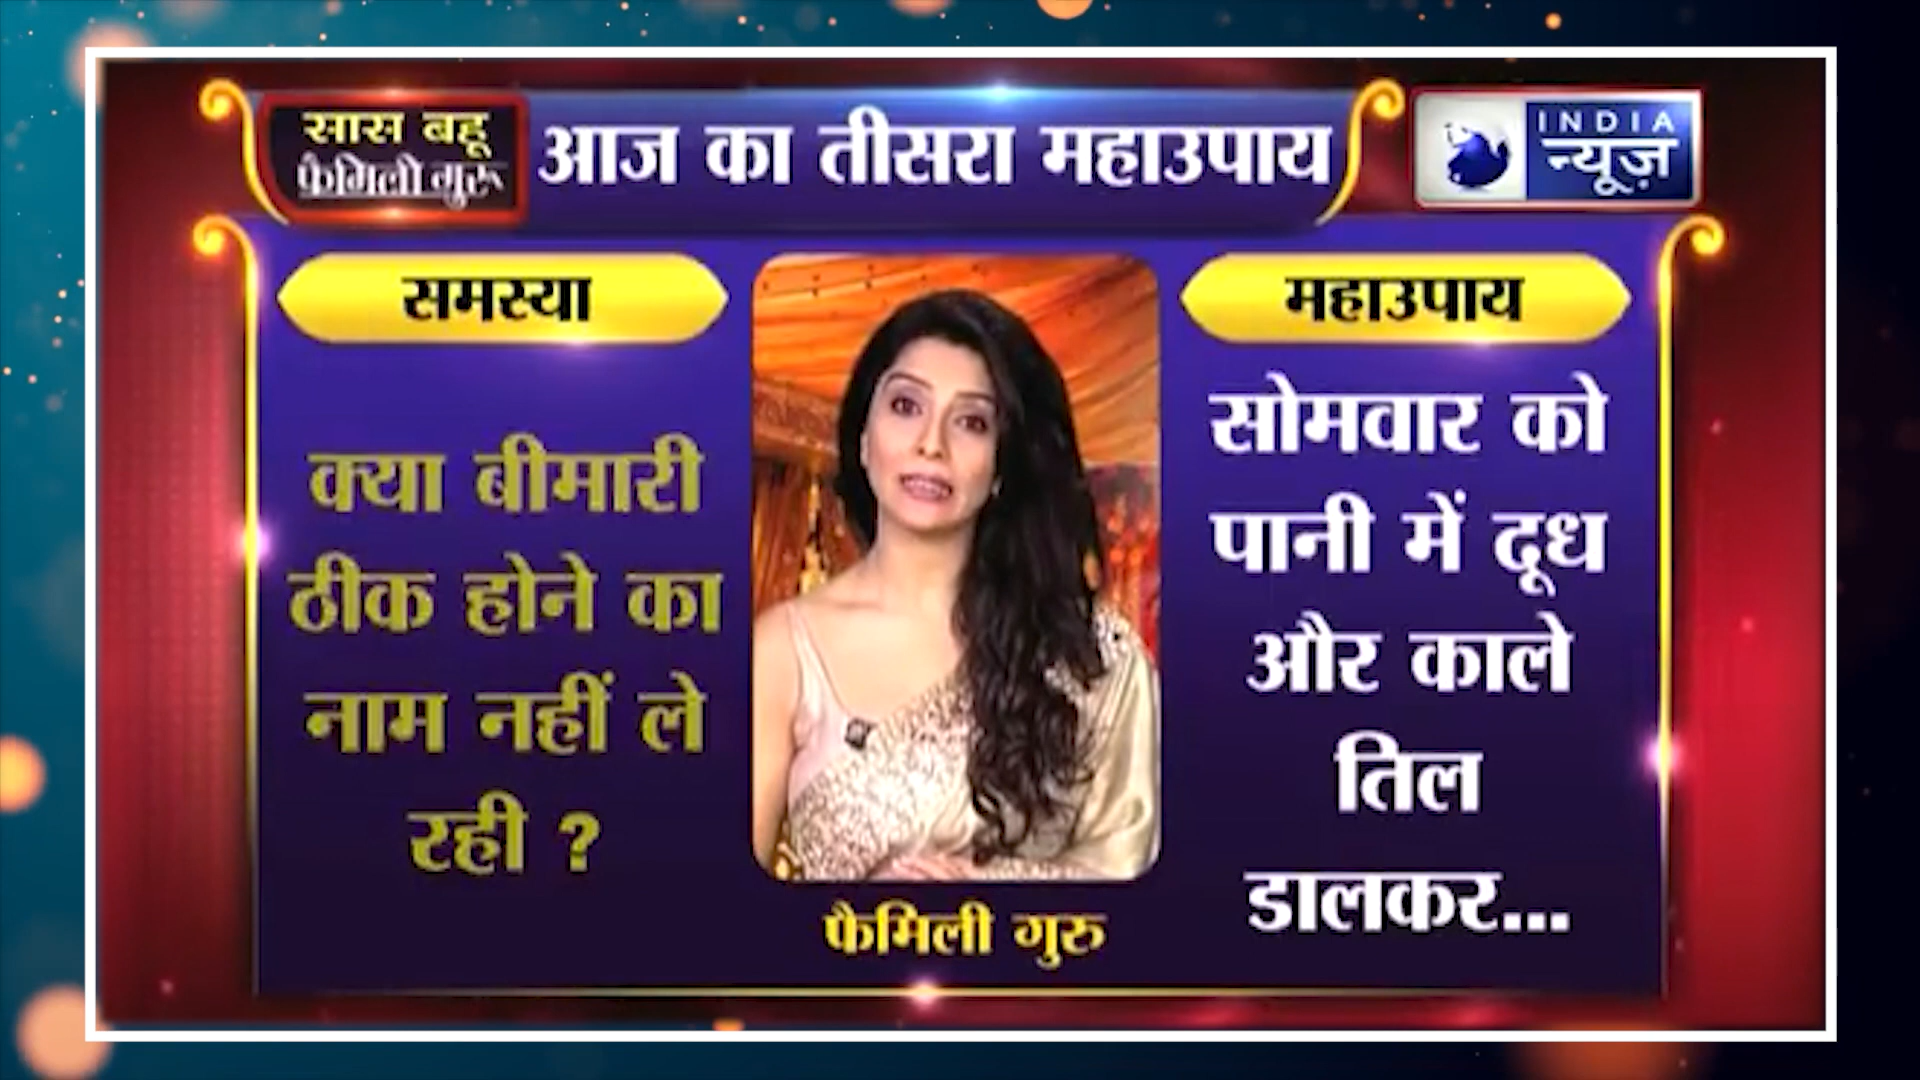 सास बहू
फैमिली गुरु
आज का तीसरा महाउपाय
INDIA
न्यूज़
समस्या
क्या बीमारी
ठीक होने का
नाम नहीं ले
रही ?
फैमिली गुरु
महाउपाय
सोमवार को
पानी में दूध
और काले
तिल
डालकर...